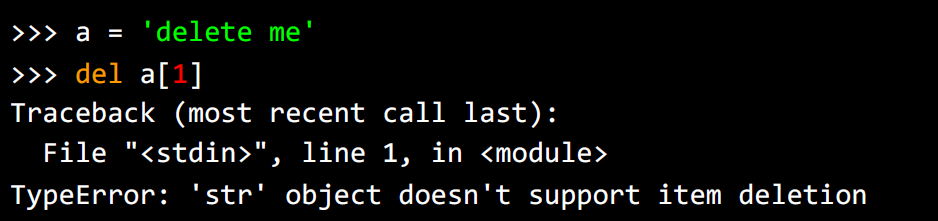 >>> a = 'delete me'
>>> del a[1]
Traceback (most recent call last):
  File "<stdin>", line 1, in <module>
TypeError: 'str' object doesn't support item deletion